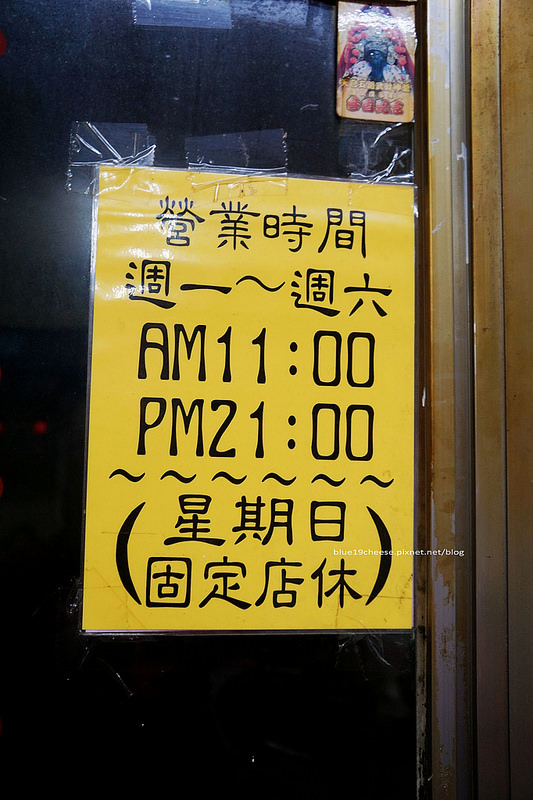 營業時間
週一～週六
AM11:00
PM21:00
～～～～～～
(星期日
固定店休)
blue19cheese.pixnet.net/blog